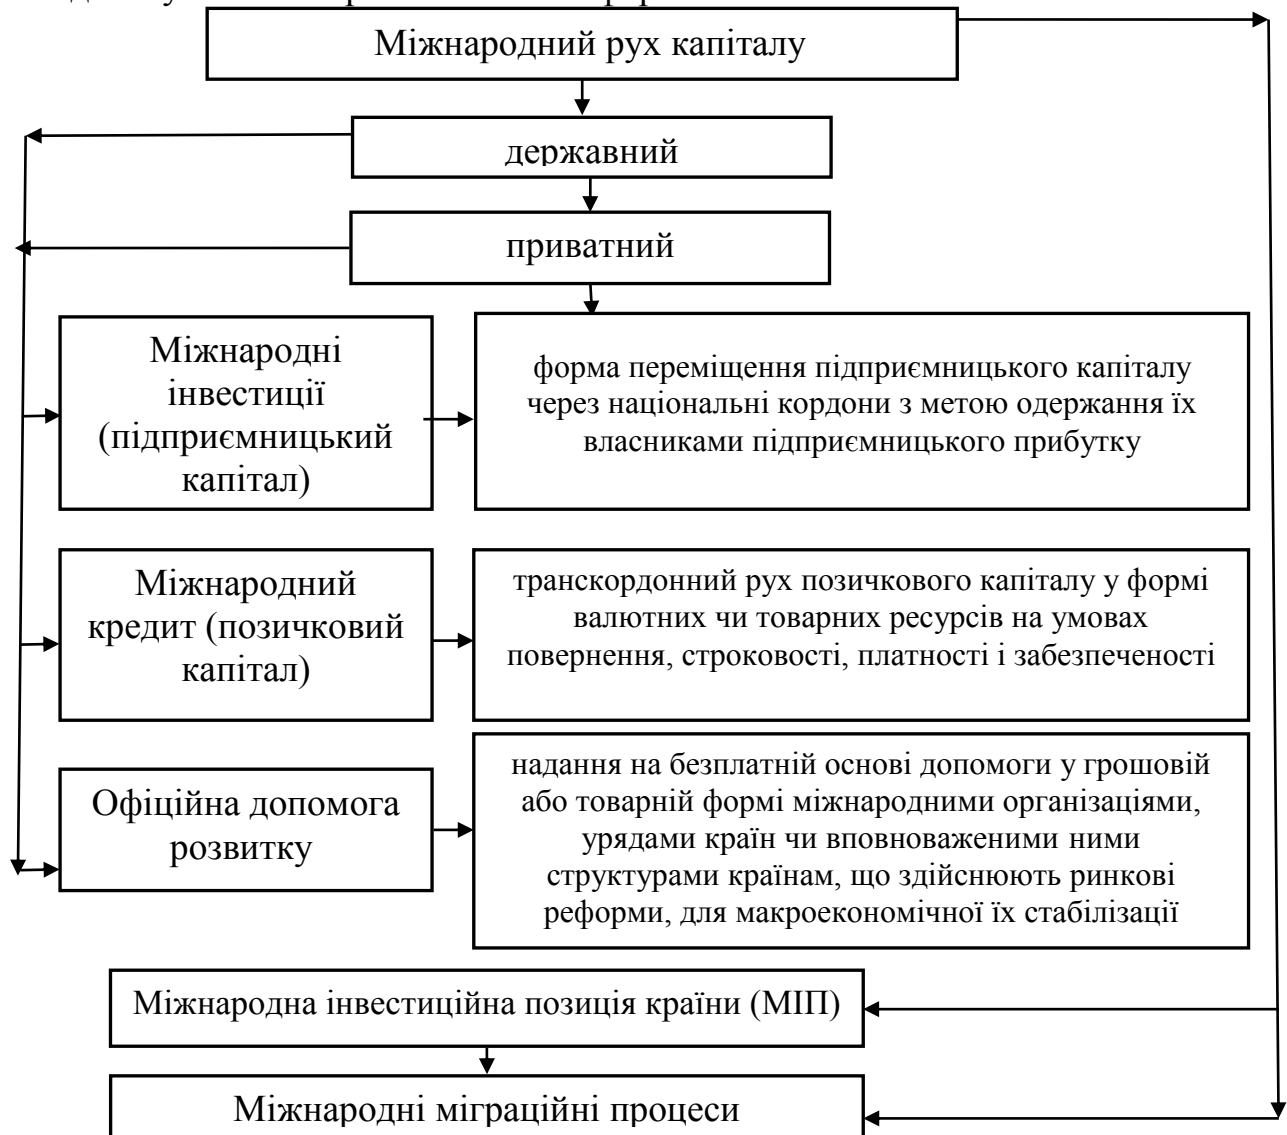 Міжнародний рух капіталу
державний
приватний
Міжнародні
інвестиції
(підприємницький
капітал)
форма переміщення підприємницького капіталу
через національні кордони з метою одержання їх
власниками підприємницького прибутку
Міжнародний
кредит (позичковий
капітал)
транскордонний рух позичкового капіталу у формі
валютних чи товарних ресурсів на умовах
повернення, строковості, платності і забезпеченості
Офіційна допомога
розвитку
надання на безплатній основі допомоги у грошовій
або товарній формі міжнародними організаціями,
урядами країн чи вповноваженими ними
структурами країнам, що здійснюють ринкові
реформи, для макроекономічної їх стабілізації
Міжнародна інвестиційна позиція країни (МІП)
Міжнародні міграційні процеси